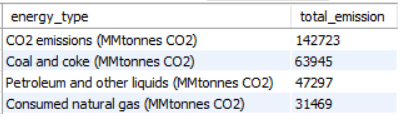 energy_type total_emission
CO2 emissions (MMtonnes CO2) 142723
Coal and coke (MMtonnes CO2) 63945
Petroleum and other liquids (MMtonnes CO2) 47297
Consumed natural gas (MMtonnes CO2) 31469